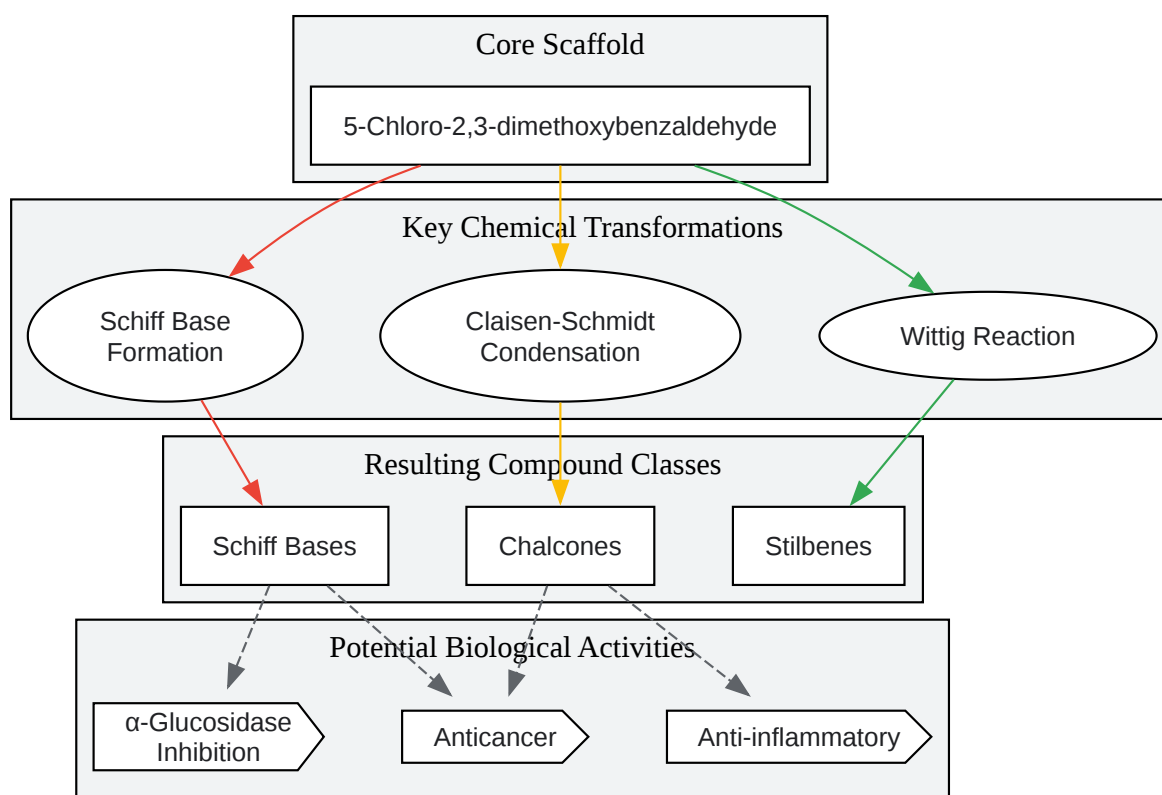 Core Scaffold
5-Chloro-2,3-dimethoxybenzaldehyde
Key Chemical Transformations
Schiff Base
Formation
Claisen-Schmidt
Condensation
Wittig Reaction
Resulting Compound Classes
Schiff Bases
Chalcones
Stilbenes
Potential Biological Activities
α-Glucosidase
Inhibition
Anticancer
Anti-inflammatory